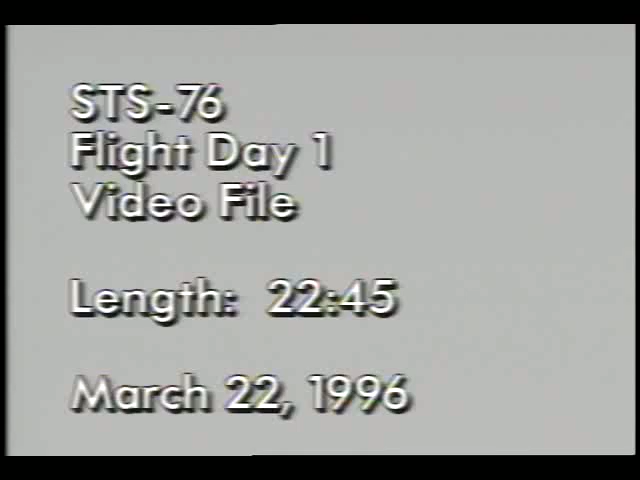 STS-76
Flight Day 1
Video File
Length: 22:45
March 22, 1996